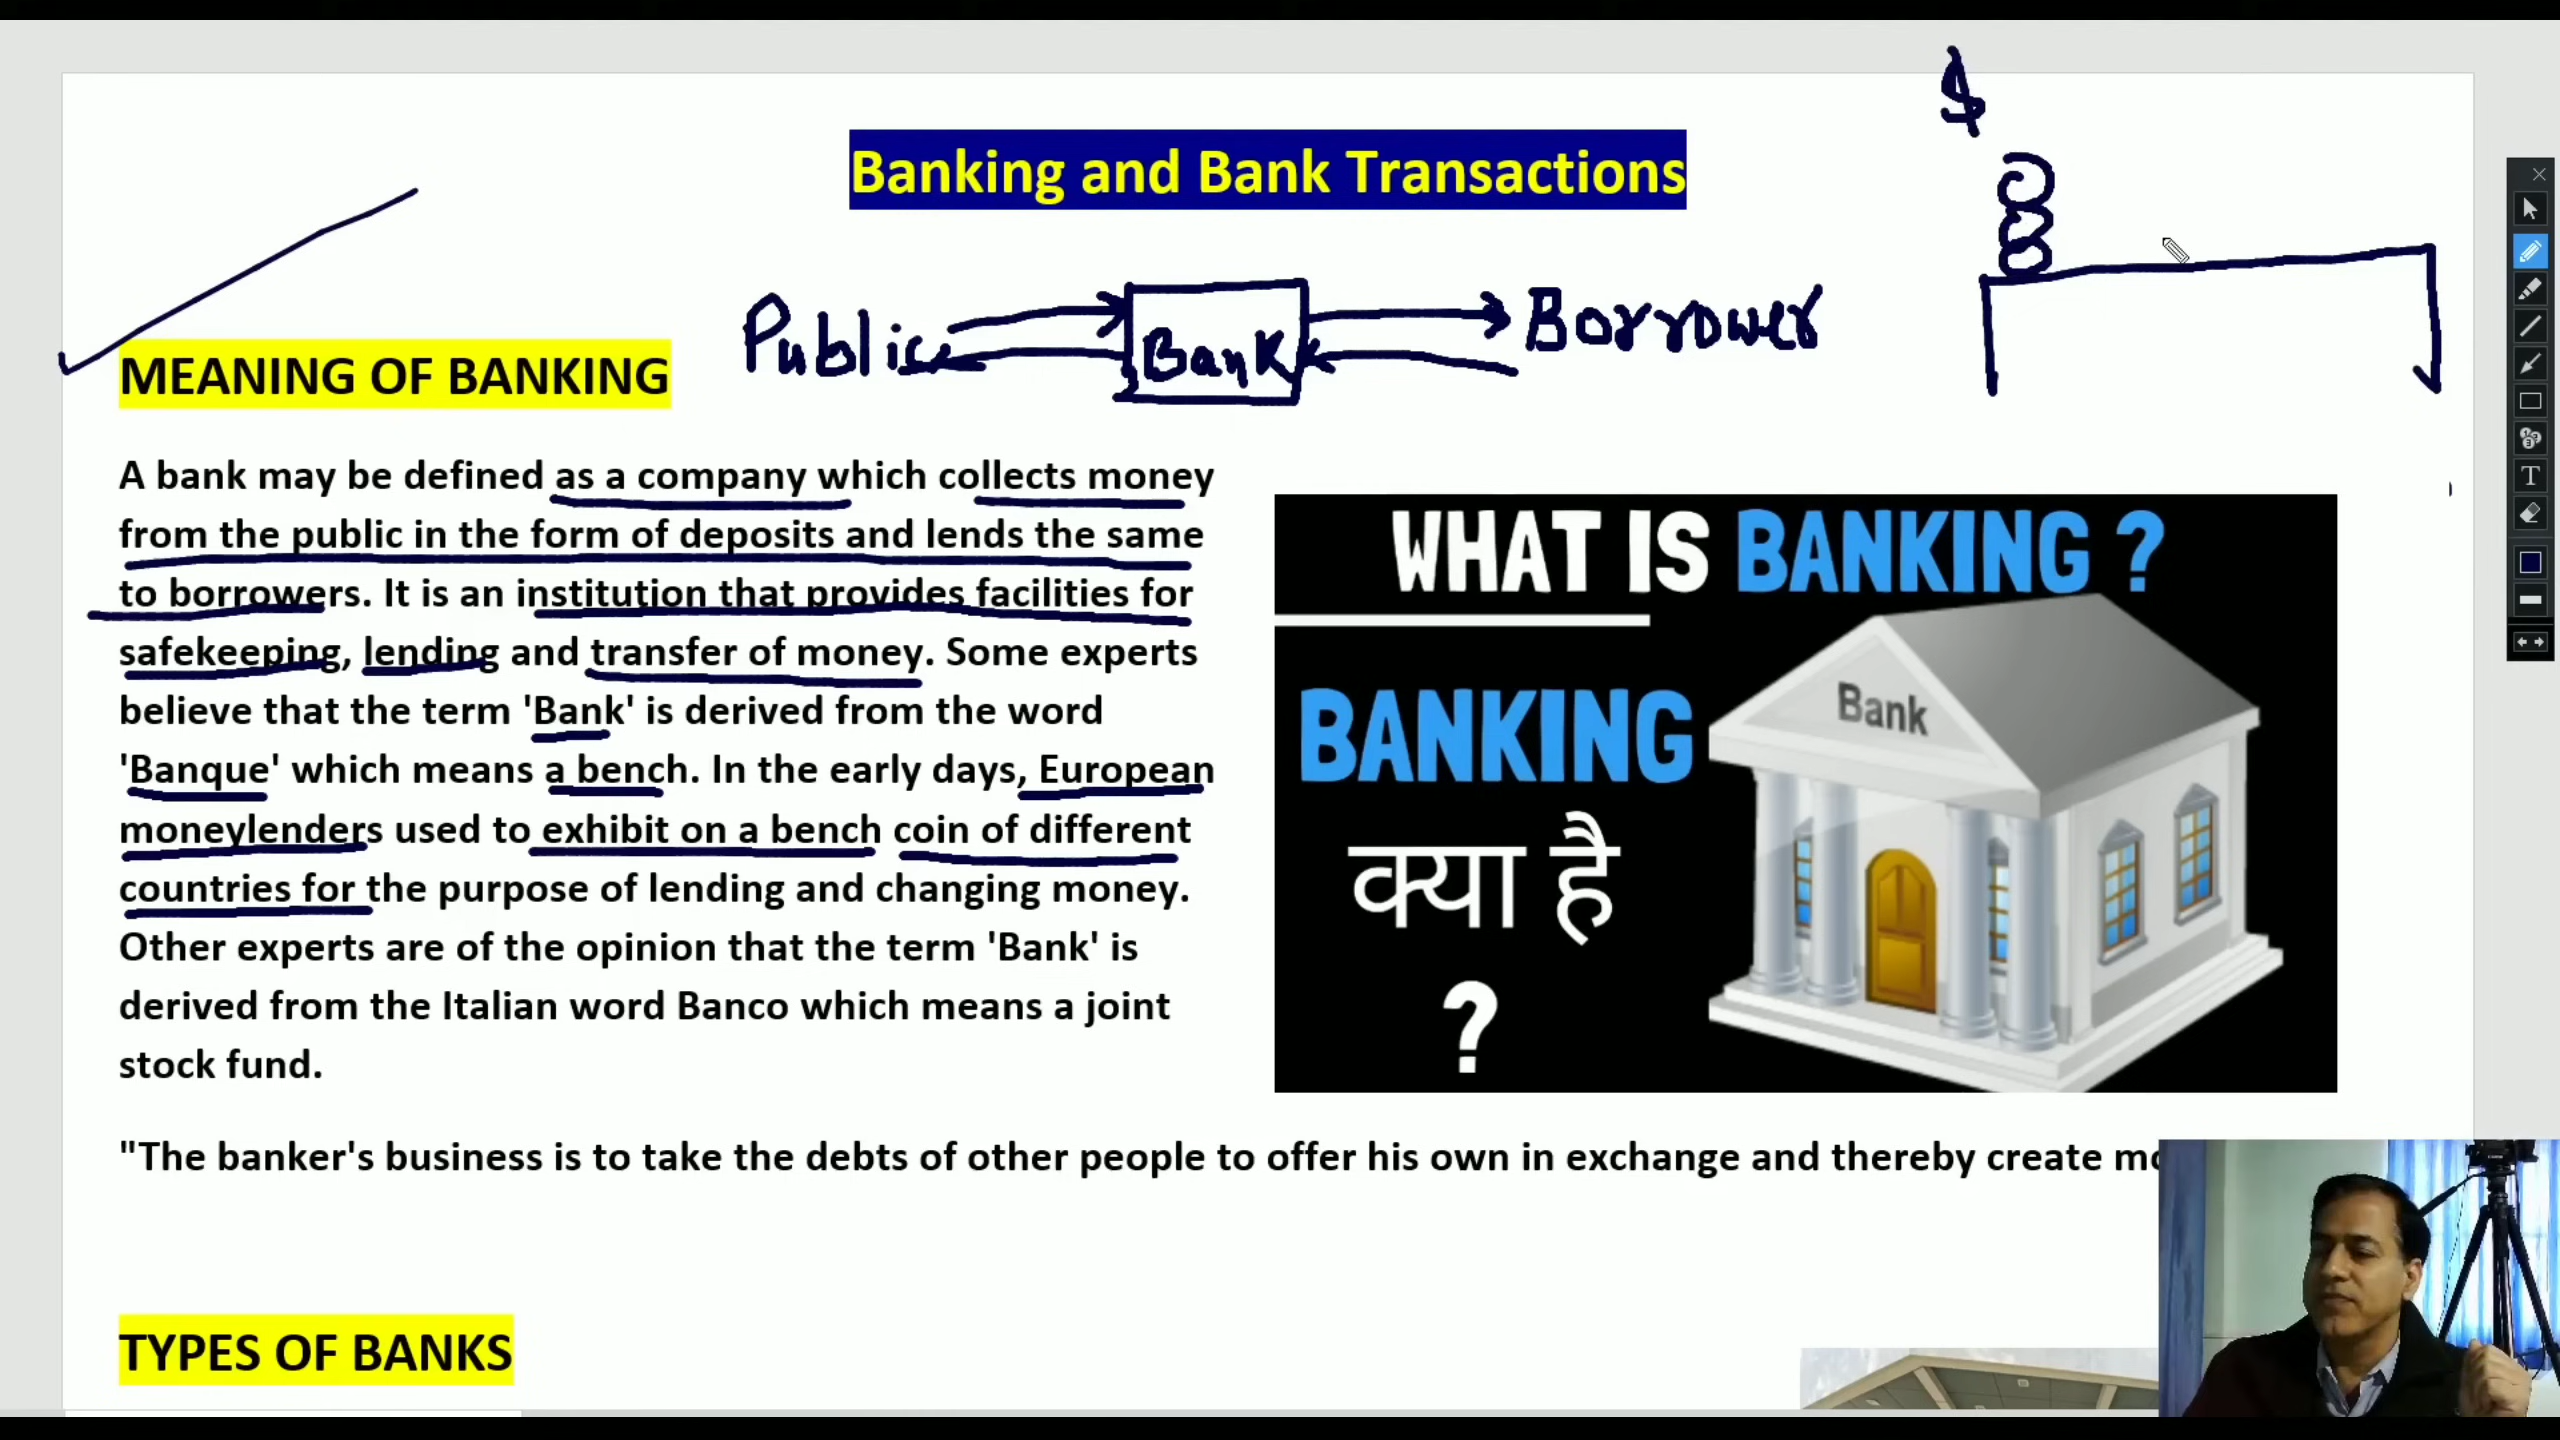 $
Banking and Bank Transactions
Public Bank Borrower
MEANING OF BANKING
A bank may be defined as a company which collects money
from the public in the form of deposits and lends the same
to borrowers. It is an institution that provides facilities for
safekeeping, lending and transfer of money. Some experts
believe that the term 'Bank' is derived from the word
'Banque' which means a bench. In the early days, European
moneylenders used to exhibit on a bench coin of different
countries for the purpose of lending and changing money.
Other experts are of the opinion that the term 'Bank' is
derived from the Italian word Banco which means a joint
stock fund.
WHAT IS BANKING ?
BANKING
क्या है
?
Bank
"The banker's business is to take the debts of other people to offer his own in exchange and thereby create
TYPES OF BANKS